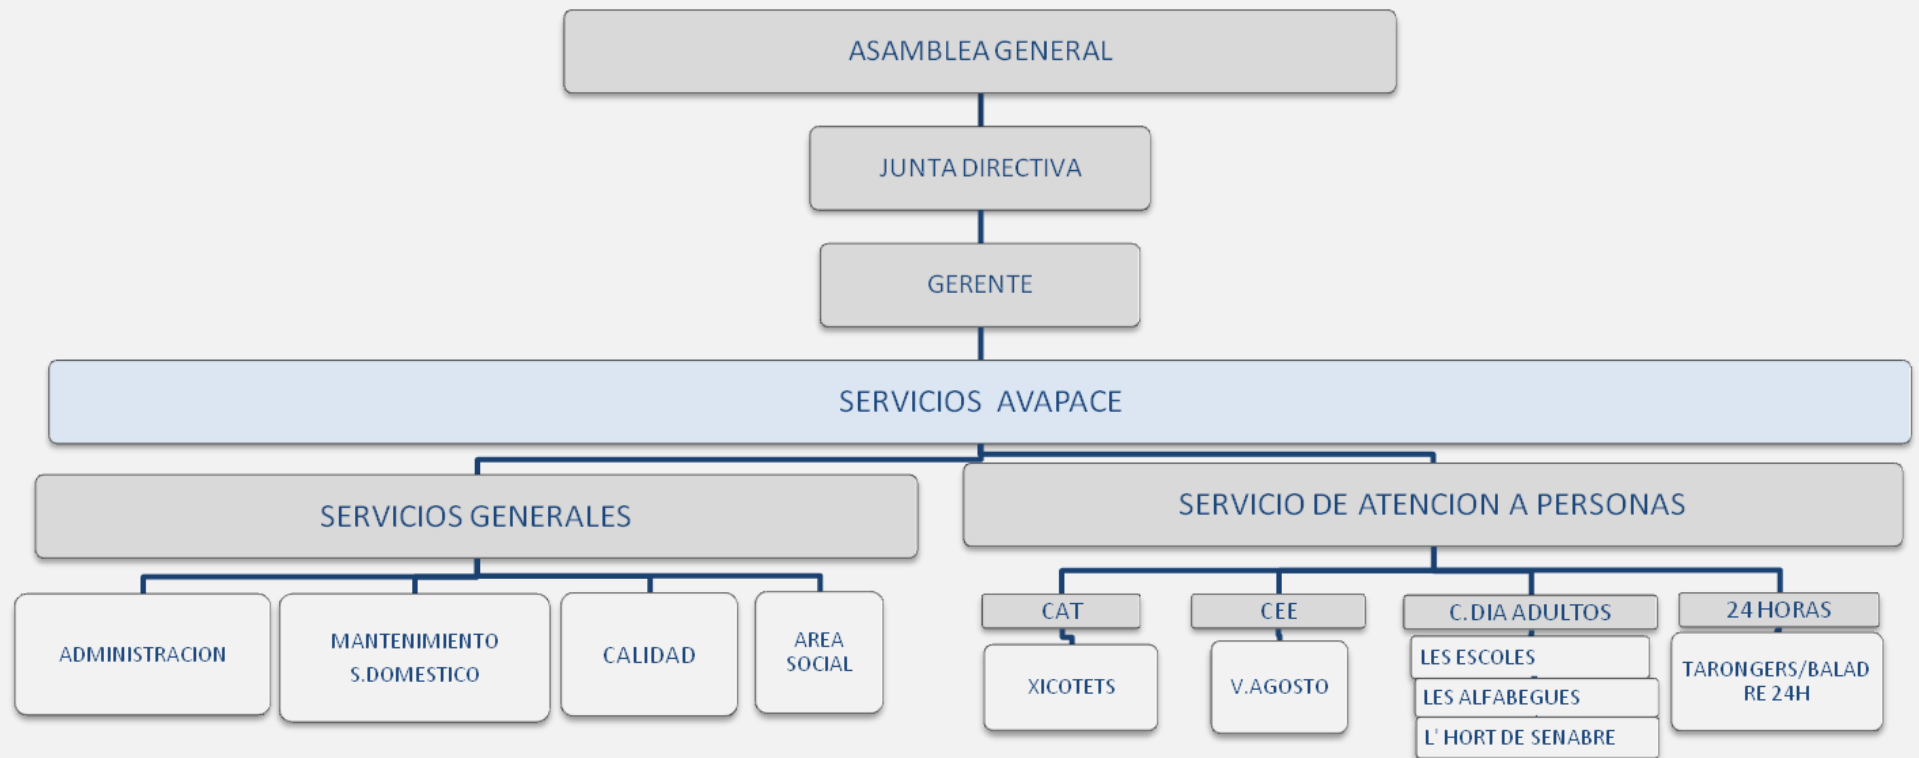 ASAMBLEA GENERAL
JUNTA DIRECTIVA
GERENTE
SERVICIOS AVAPACE
SERVICIOS GENERALES
SERVICIO DE ATENCION A PERSONAS
ADMINISTRACION
MANTENIMIENTO
S.DOMESTICO
CALIDAD
AREA
SOCIAL
CAT
XICOTETS
CEE
V.AGOSTO
C.DIA ADULTOS
LES ESCOLES
LES ALFABEGUES
L' HORT DE SENABRE
24 HORAS
TARONGERS/BALAD
RE 24H